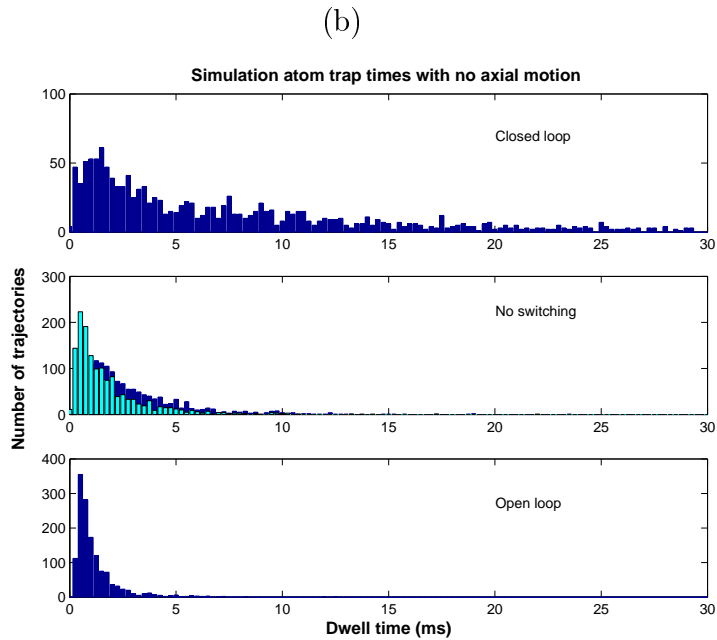 (b)
Simulation atom trap times with no axial motion
100
50
0
Closed loop
0 5 10 15 20 25 30
300
200
100
0
No switching
0 5 10 15 20 25 30
Number of trajectories
400
300
200
100
0
Open loop
0 5 10 15 20 25 30
Dwell time (ms)